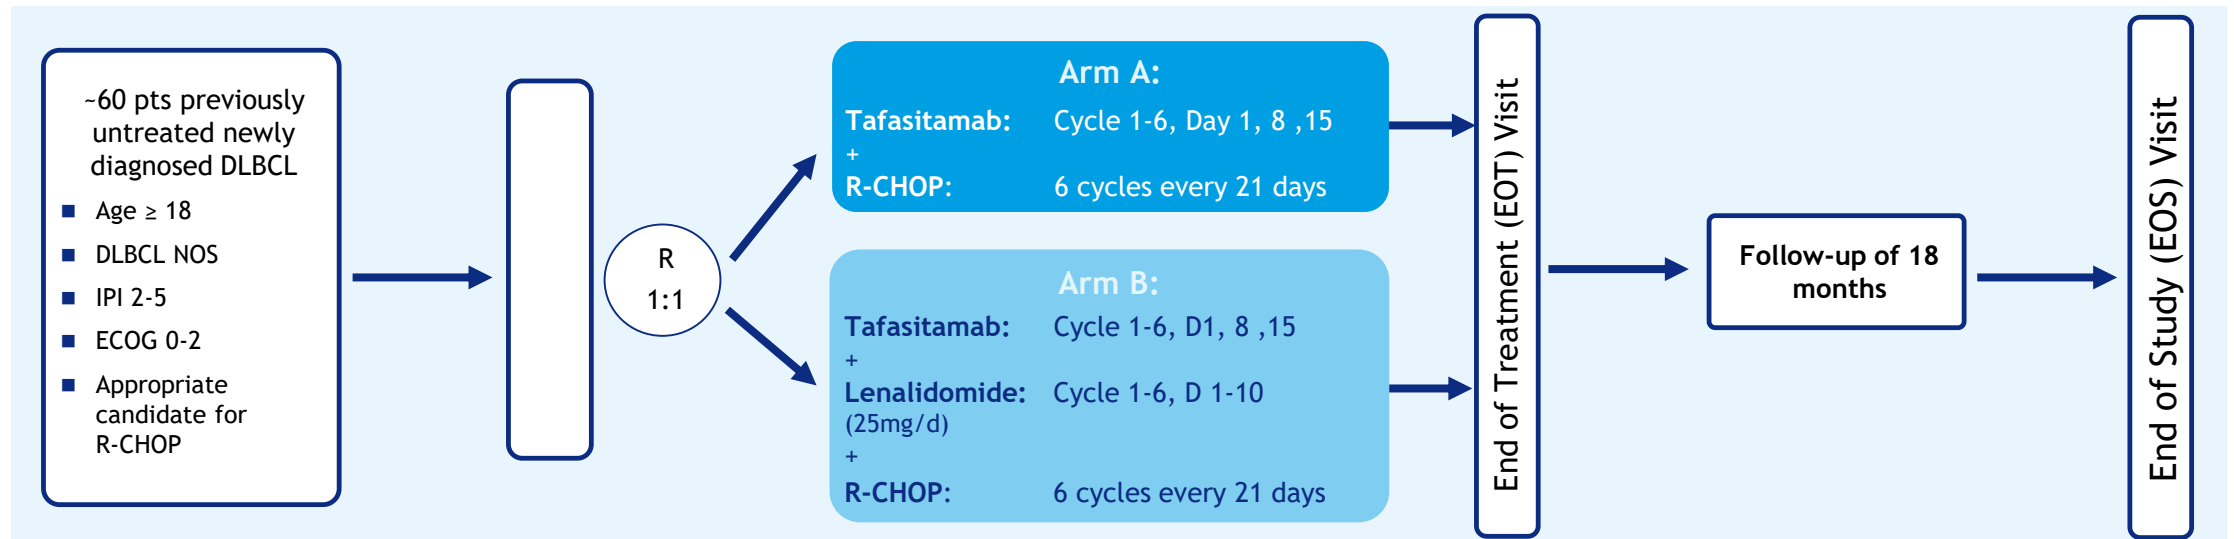 ~60 pts previously
untreated newly
diagnosed DLBCL
Age ≥ 18
DLBCL NOS
IPI 2-5
ECOG 0-2
Appropriate
candidate for
R-CHOP
R
1:1
Arm A:
Tafasitamab: Cycle 1-6, Day 1, 8 ,15
+
R-CHOP: 6 cycles every 21 days
Arm B:
Tafasitamab: Cycle 1-6, D1, 8 ,15
+
Lenalidomide: Cycle 1-6, D 1-10
(25mg/d)
+
R-CHOP: 6 cycles every 21 days
End of Treatment (EOT) Visit
Follow-up of 18
months
End of Study (EOS) Visit